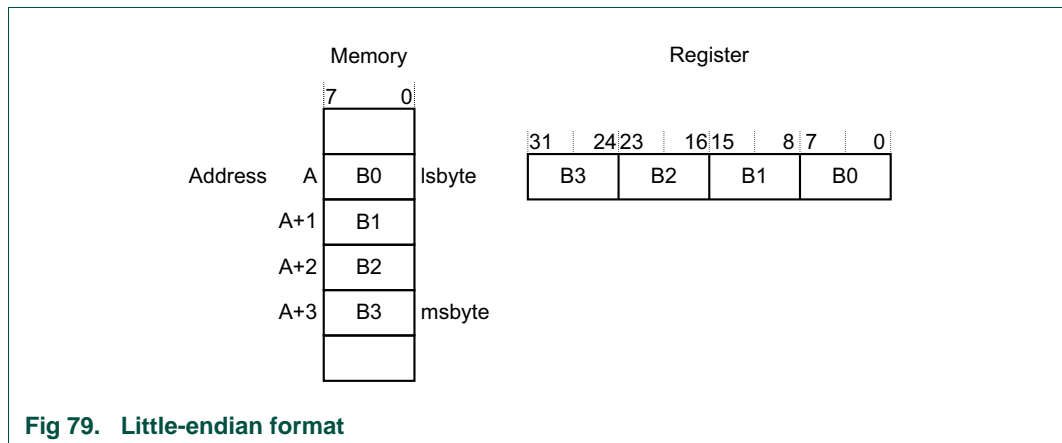 Memory Register
7 0
31 24 23 16 15 8 7 0
Address A B0 lsbyte B3 B2 B1 B0
A+1 B1
A+2 B2
A+3 B3 msbyte
Fig 79. Little-endian format